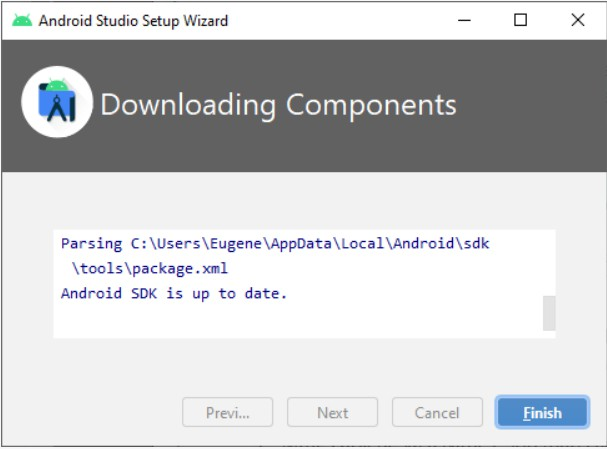 Android Studio Setup Wizard
Downloading Components
Parsing C:\Users\Eugene\AppData\Local\Android\sdk
\tools\package.xml
Android SDK is up to date.
Previ... Next Cancel Finish